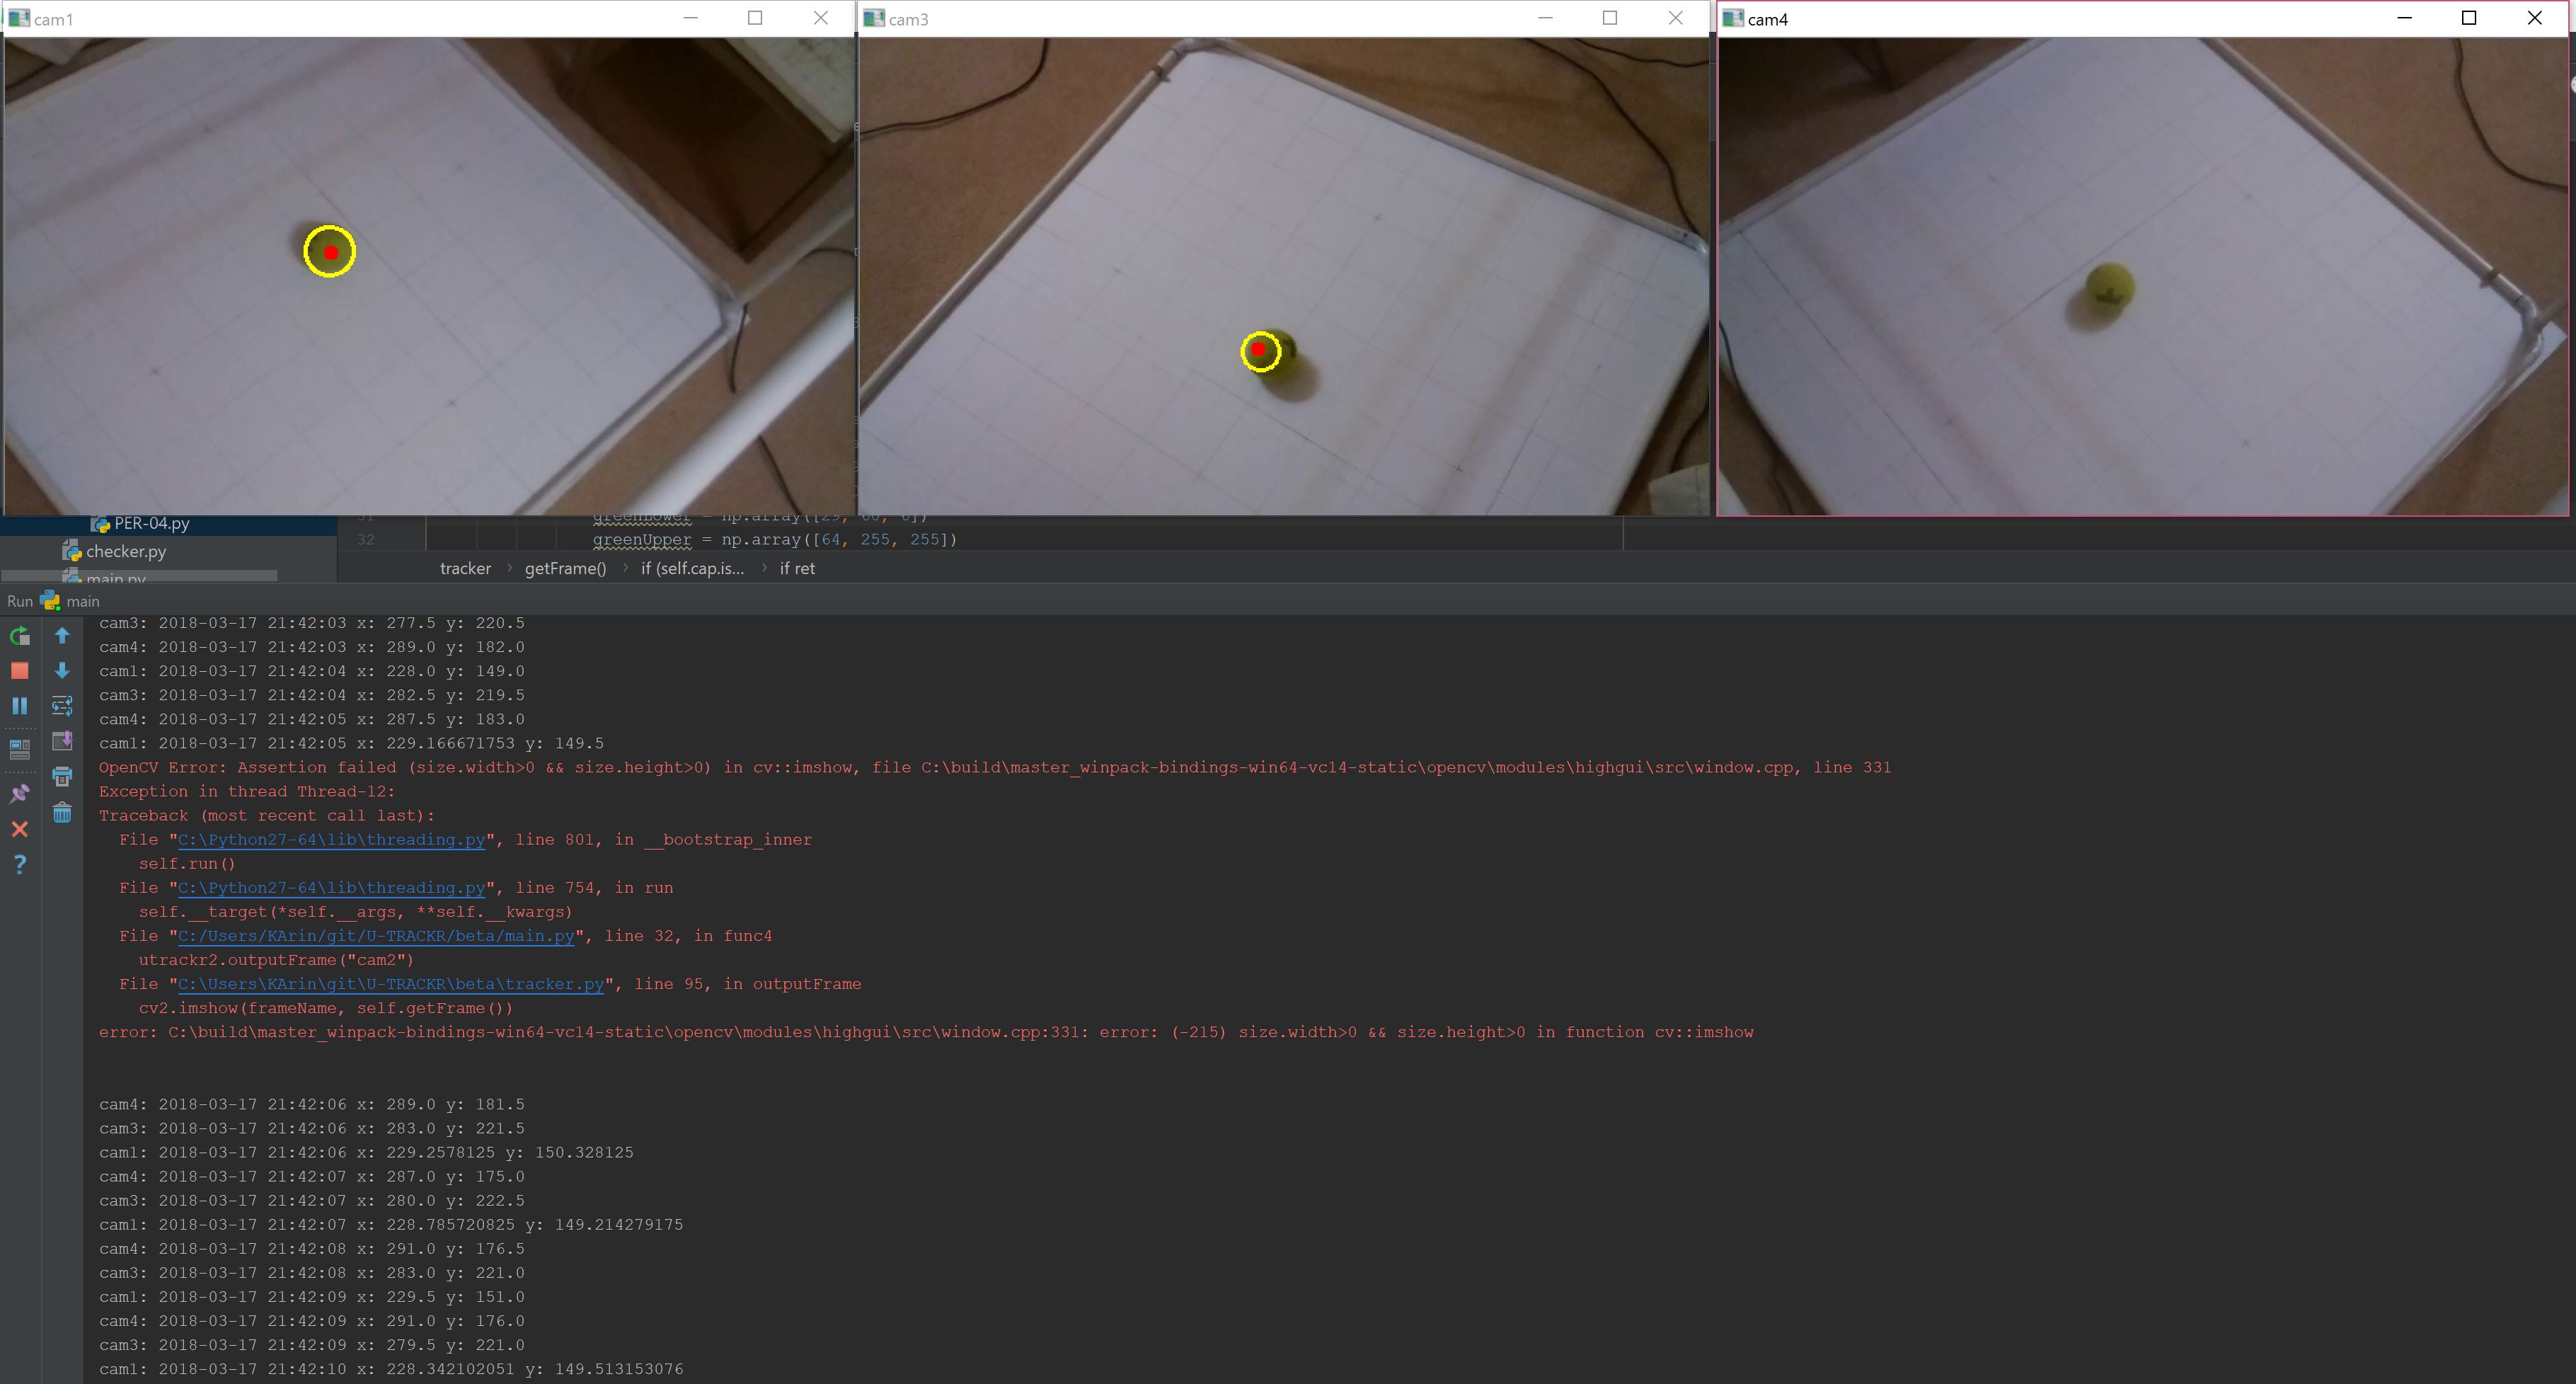 cam1
cam3
cam4
PER-04.py
31 greenLower = np.array([29, 60, 6])
checker.py
32 greenUpper = np.array([64, 255, 255])
main.py
tracker getFrame() if (self.cap.is... if ret
Run main
cam3: 2018-03-17 21:42:03 x: 277.5 y: 220.5
cam4: 2018-03-17 21:42:03 x: 289.0 y: 182.0
cam1: 2018-03-17 21:42:04 x: 228.0 y: 149.0
cam3: 2018-03-17 21:42:04 x: 282.5 y: 219.5
cam4: 2018-03-17 21:42:05 x: 287.5 y: 183.0
cam1: 2018-03-17 21:42:05 x: 229.166671753 y: 149.5
OpenCV Error: Assertion failed (size.width>0 && size.height>0) in cv::imshow, file C:\build\master_winpack-bindings-win64-vc14-static\opencv\modules\highgui\src\window.cpp, line 331
Exception in thread Thread-12:
Traceback (most recent call last):
File "C:\Python27-64\lib\threading.py", line 801, in __bootstrap_inner
self.run()
File "C:\Python27-64\lib\threading.py", line 754, in run
self.__target(*self.__args, **self.__kwargs)
File "C:/Users/KArin/git/U-TRACKR/beta/main.py", line 32, in func4
utrackr2.outputFrame("cam2")
File "C:\Users\KArin\git\U-TRACKR\beta\tracker.py", line 95, in outputFrame
cv2.imshow(frameName, self.getFrame())
error: C:\build\master_winpack-bindings-win64-vc14-static\opencv\modules\highgui\src\window.cpp:331: error: (-215) size.width>0 && size.height>0 in function cv::imshow
cam4: 2018-03-17 21:42:06 x: 289.0 y: 181.5
cam3: 2018-03-17 21:42:06 x: 283.0 y: 221.5
cam1: 2018-03-17 21:42:06 x: 229.2578125 y: 150.328125
cam4: 2018-03-17 21:42:07 x: 287.0 y: 175.0
cam3: 2018-03-17 21:42:07 x: 280.0 y: 222.5
cam1: 2018-03-17 21:42:07 x: 228.785720825 y: 149.214279175
cam4: 2018-03-17 21:42:08 x: 291.0 y: 176.5
cam3: 2018-03-17 21:42:08 x: 283.0 y: 221.0
cam1: 2018-03-17 21:42:09 x: 229.5 y: 151.0
cam4: 2018-03-17 21:42:09 x: 291.0 y: 176.0
cam3: 2018-03-17 21:42:09 x: 279.5 y: 221.0
cam1: 2018-03-17 21:42:10 x: 228.342102051 y: 149.513153076